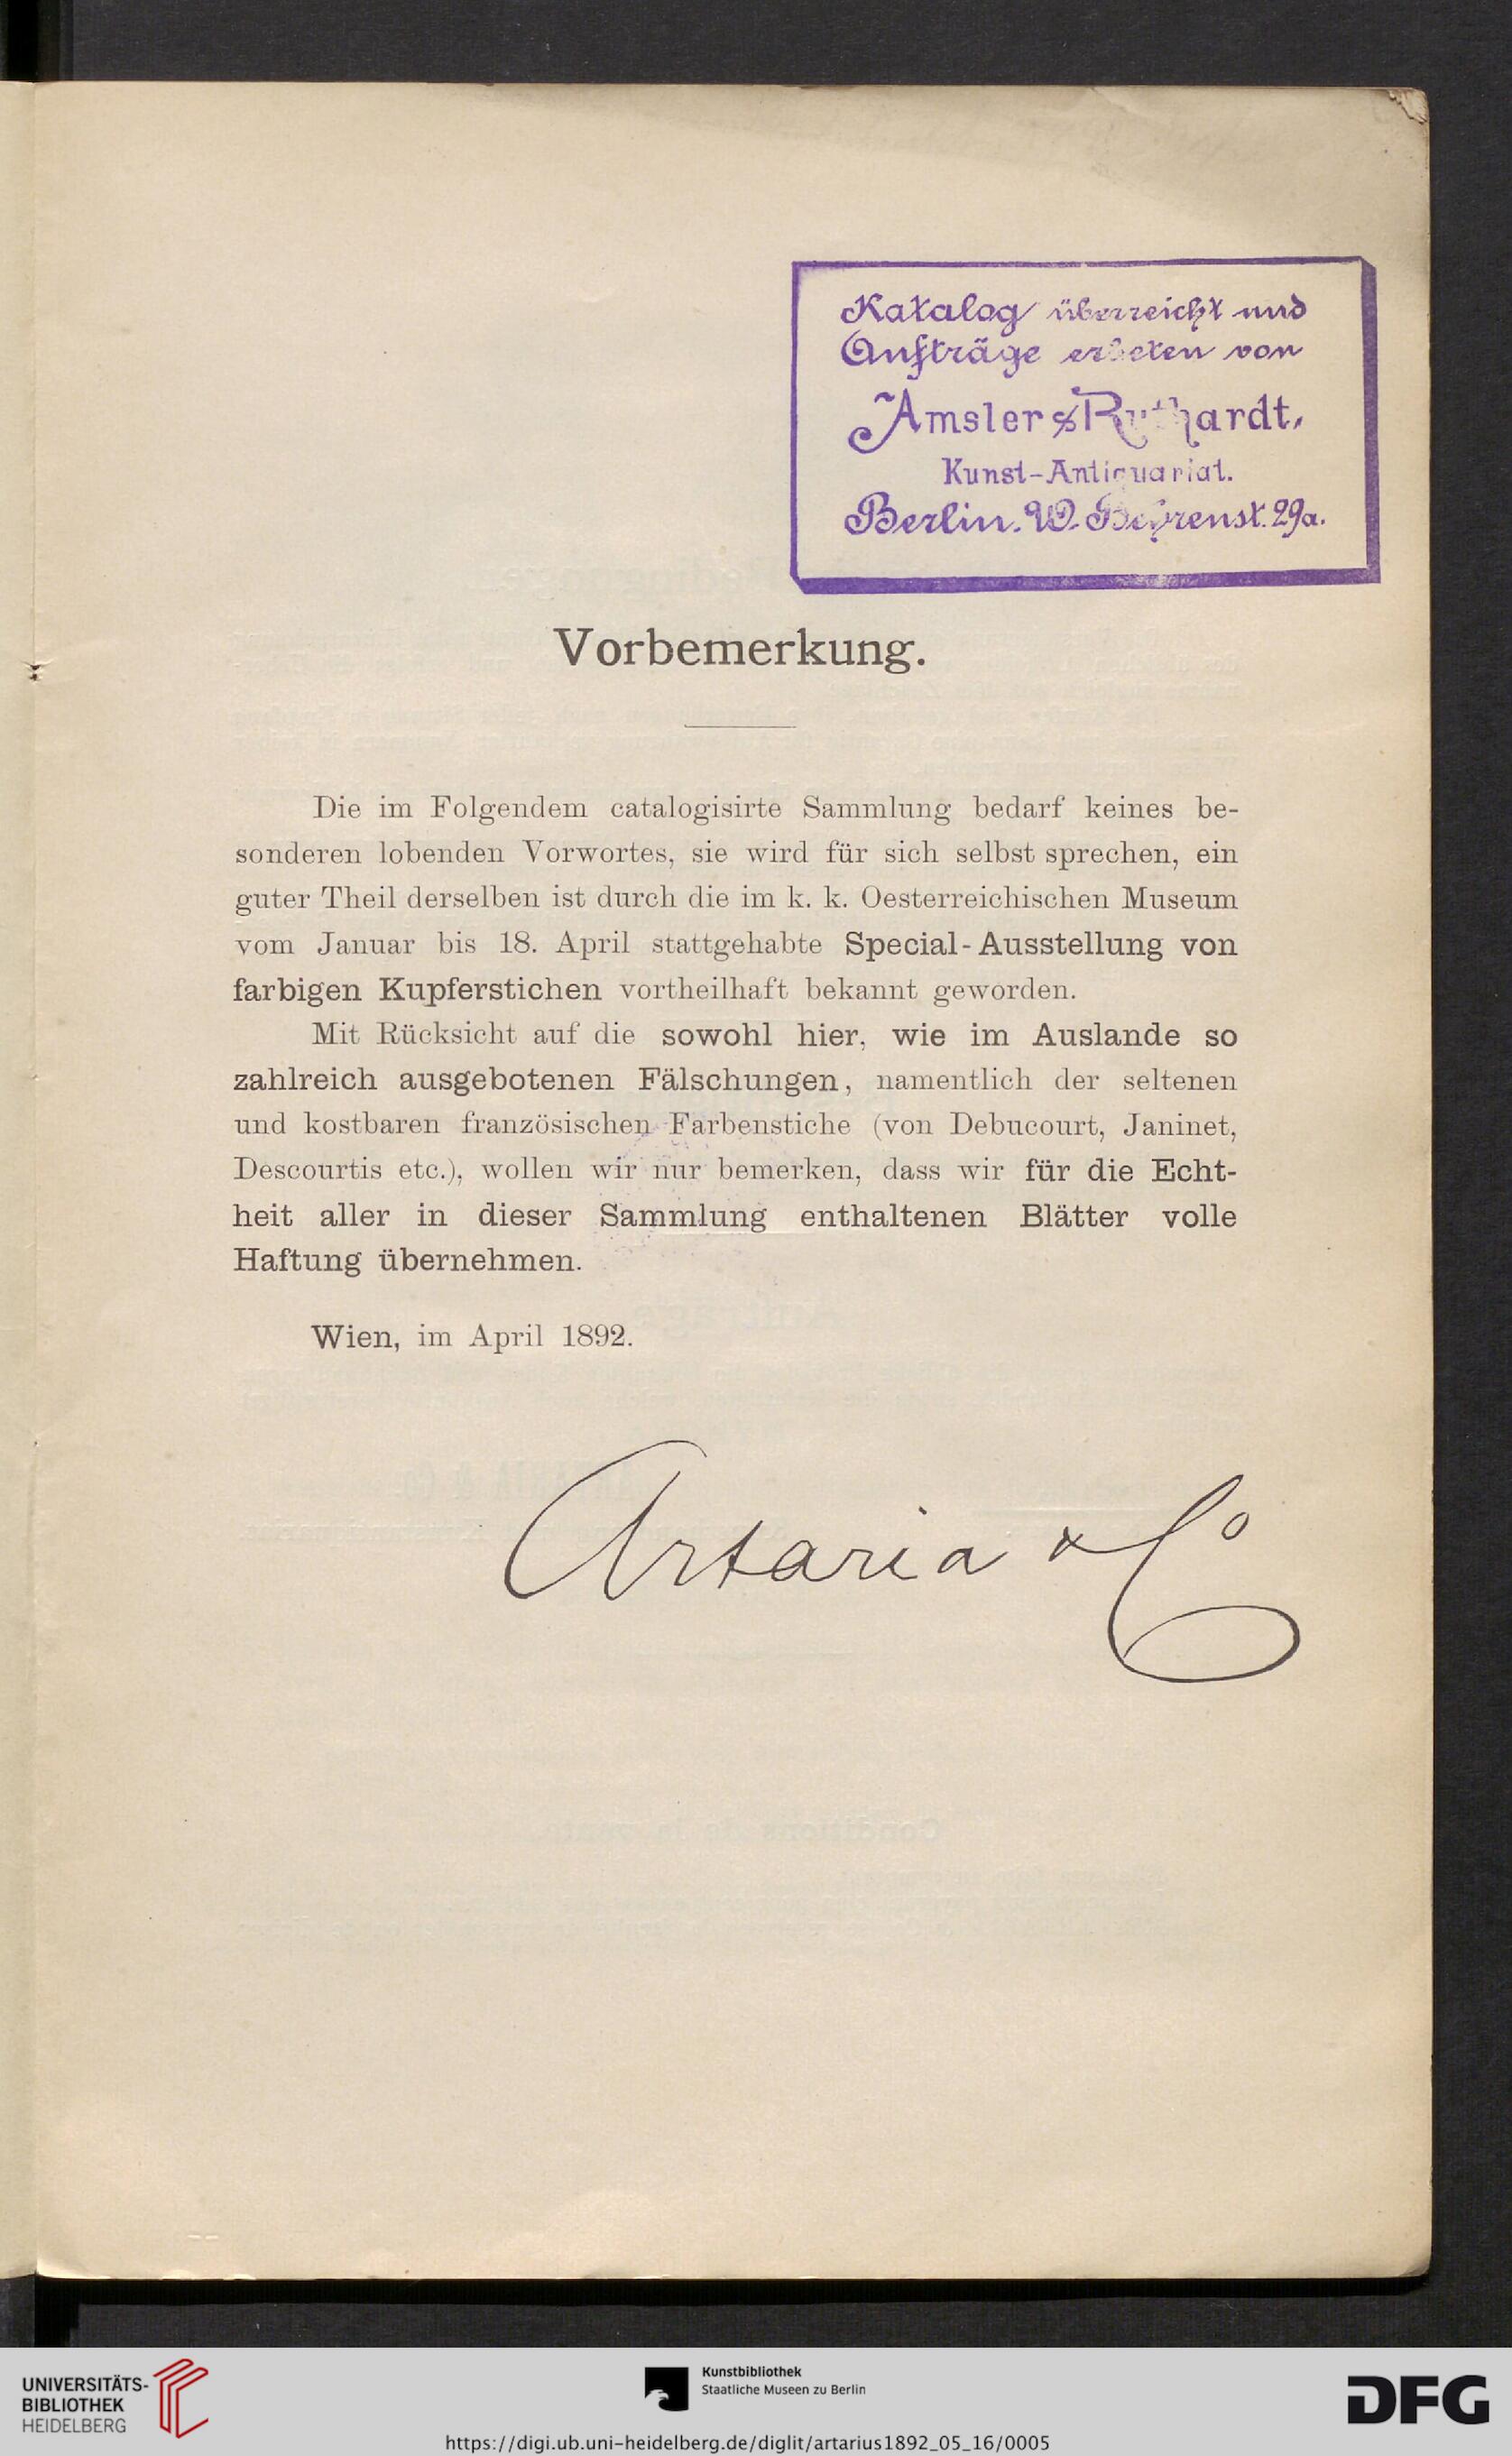 Katalog überreicht und
Aufträge erbeten von
Amsler & Ruthardt,
Kunst-Antiquariat.
Berlin. W. Behrenst. 29a.
Vorbemerkung.
Die im Folgendem catalogisirte Sammlung bedarf keines be-
sonderen lobenden Vorwortes, sie wird für sich selbst sprechen, ein
guter Theil derselben ist durch die im k. k. Oesterreichischen Museum
vom Januar bis 18. April stattgehabte Special-Ausstellung von
farbigen Kupferstichen vortheilhaft bekannt geworden.
Mit Rücksicht auf die sowohl hier, wie im Auslande so
zahlreich ausgebotenen Fälschungen, namentlich der seltenen
und kostbaren französischen Farbenstiche (von Debucourt, Janinet,
Descourtis etc.), wollen wir nur bemerken, dass wir für die Echt-
heit aller in dieser Sammlung enthaltenen Blätter volle
Haftung übernehmen.
Wien, im April 1892.
Artaria & Co
UNIVERSITÄTS-
BIBLIOTHEK
HEIDELBERG
Kunstbibliothek
Staatliche Museen zu Berlin
DFG
https://digi.ub.uni-heidelberg.de/diglit/artarius1892_05_16/0005